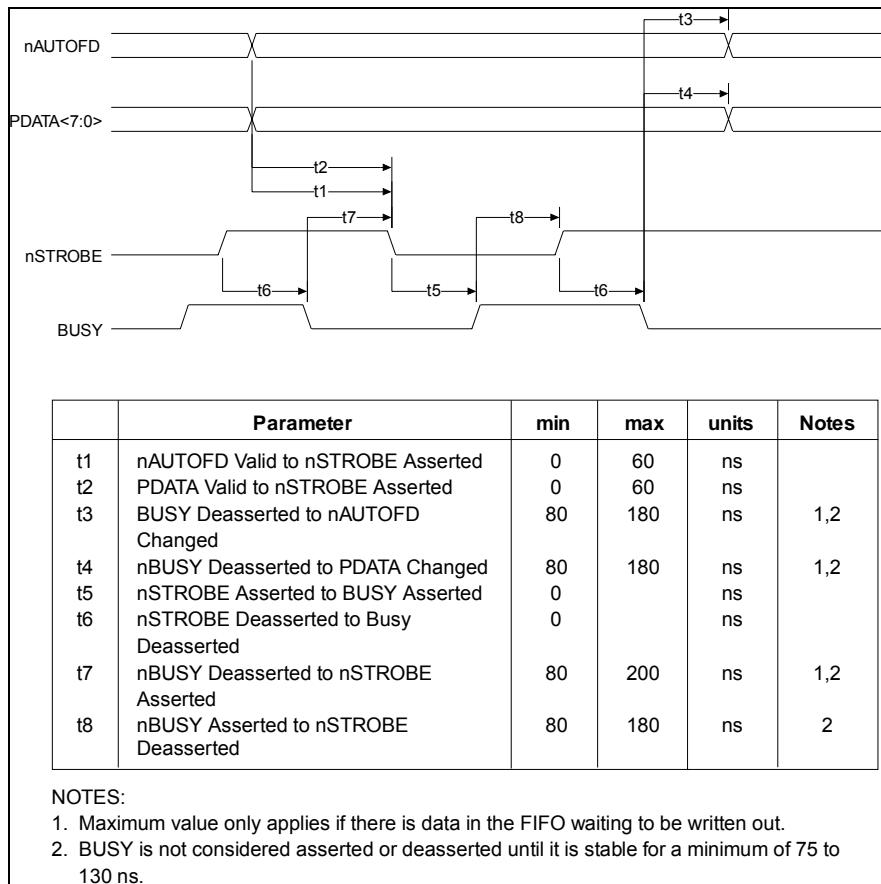 t3
nAUTOFD
t4
PDATA<7:0>
t2
t1
t7
t8
nSTROBE
t6
t5
t6
BUSY
Parameter min max units Notes
t1 nAUTOFD Valid to nSTROBE Asserted 0 60 ns
t2 PDATA Valid to nSTROBE Asserted 0 60 ns
t3 BUSY Deasserted to nAUTOFD 80 180 ns 1,2
Changed
t4 nBUSY Deasserted to PDATA Changed 80 180 ns 1,2
t5 nSTROBE Asserted to BUSY Asserted 0 ns
t6 nSTROBE Deasserted to Busy 0 ns
Deasserted
t7 nBUSY Deasserted to nSTROBE 80 200 ns 1,2
Asserted
t8 nBUSY Asserted to nSTROBE 80 180 ns 2
Deasserted
NOTES:
1. Maximum value only applies if there is data in the FIFO waiting to be written out.
2. BUSY is not considered asserted or deasserted until it is stable for a minimum of 75 to
130 ns.